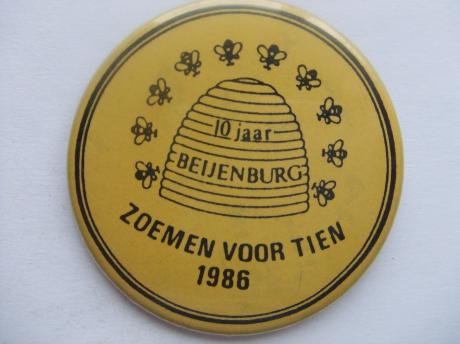 10 jaar
BEIJENBURG
ZOEMEN VOOR TIEN
1986